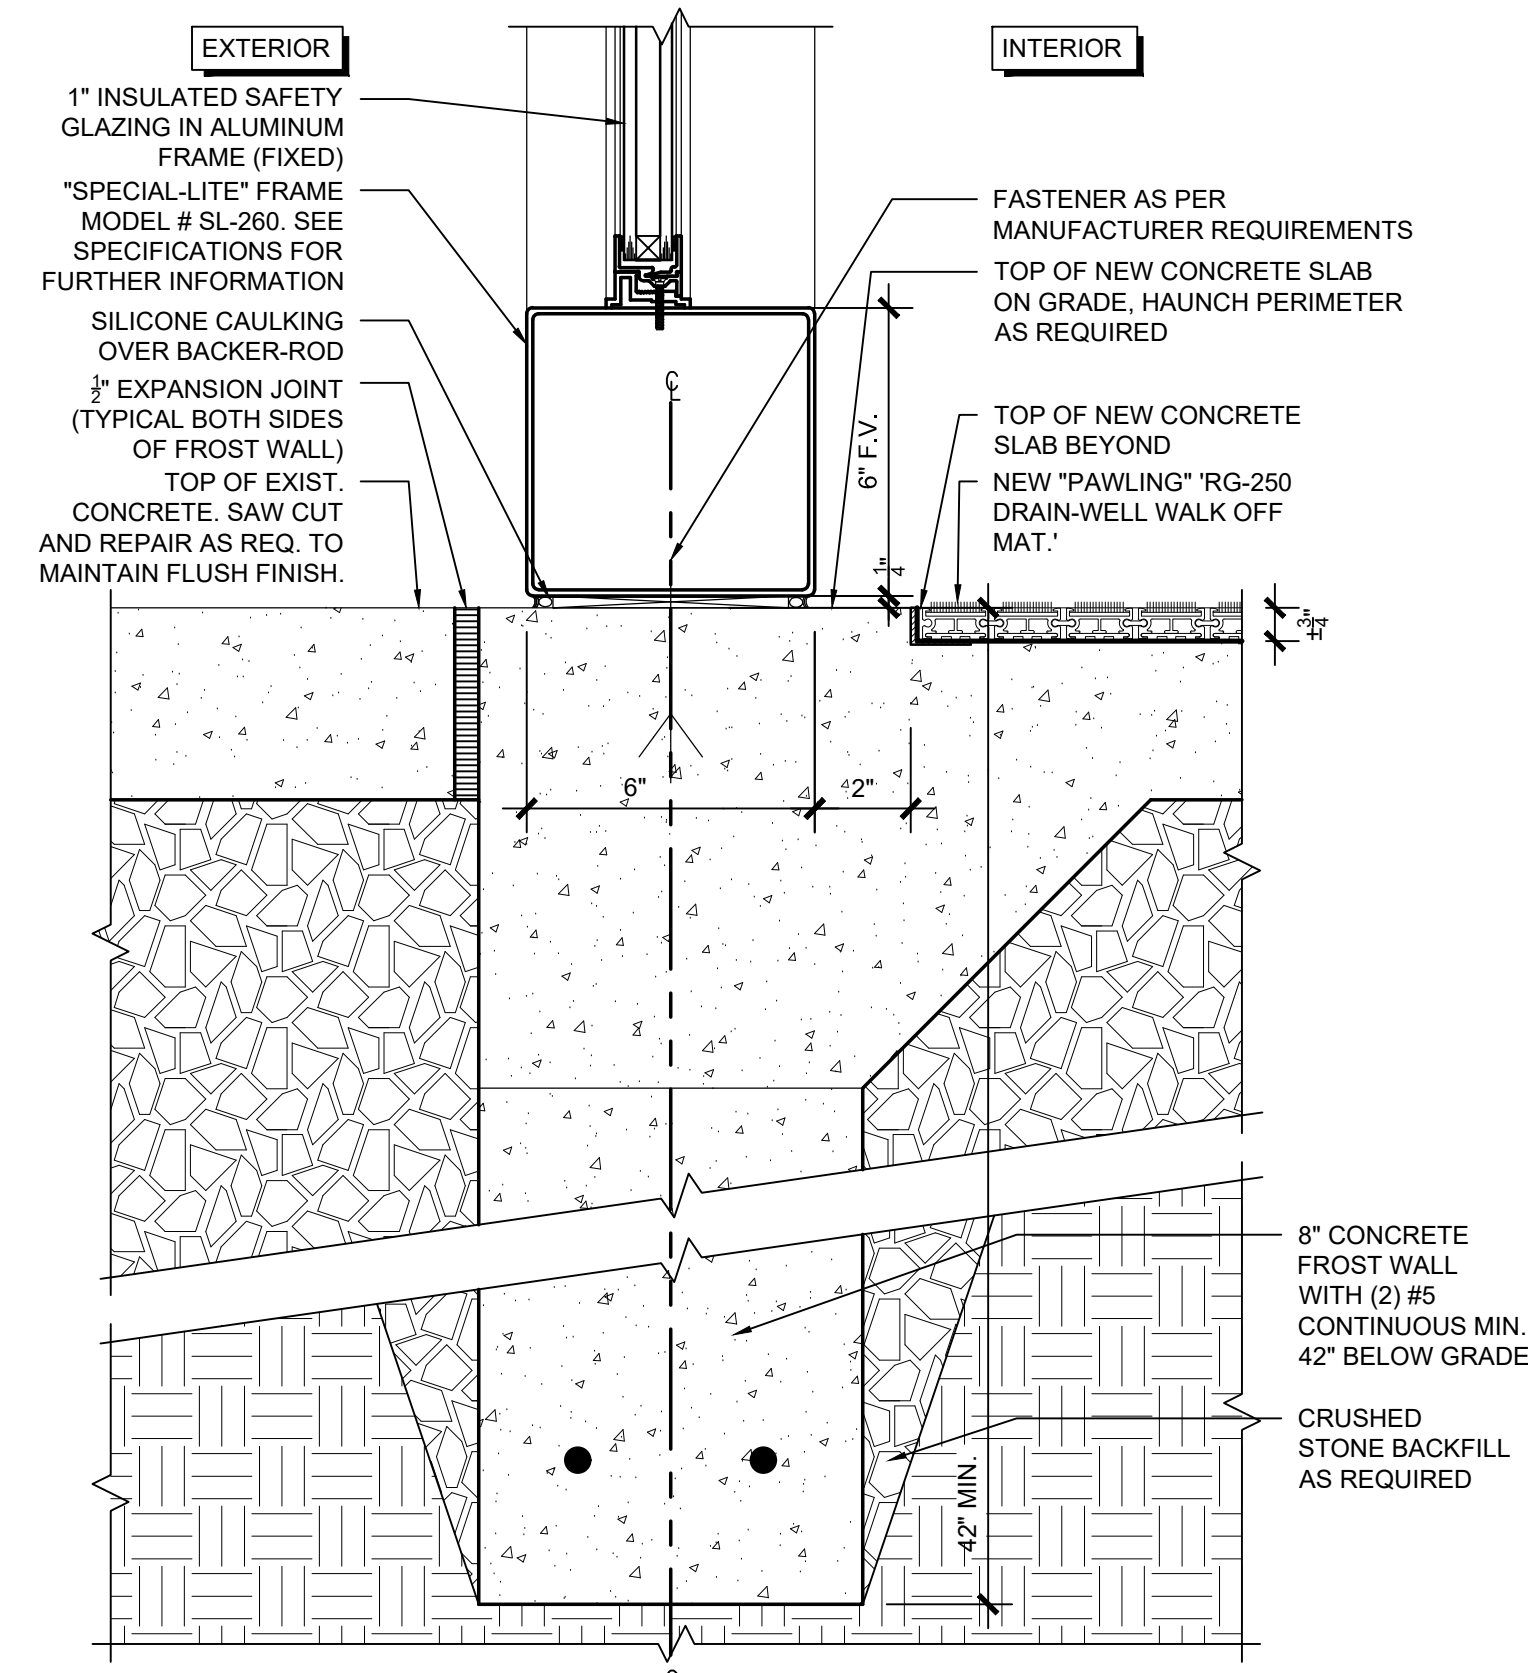 EXTERIOR
INTERIOR
1" INSULATED SAFETY
GLAZING IN ALUMINUM
FRAME (FIXED)
"SPECIAL-LITE" FRAME
MODEL # SL-260. SEE
SPECIFICATIONS FOR
FURTHER INFORMATION
SILICONE CAULKING
OVER BACKER-ROD
1/2" EXPANSION JOINT
(TYPICAL BOTH SIDES
OF FROST WALL)
TOP OF EXIST.
CONCRETE. SAW CUT
AND REPAIR AS REQ. TO
MAINTAIN FLUSH FINISH.
FASTENER AS PER
MANUFACTURER REQUIREMENTS
TOP OF NEW CONCRETE SLAB
ON GRADE, HAUNCH PERIMETER
AS REQUIRED
TOP OF NEW CONCRETE
SLAB BEYOND
NEW "PAWLING" 'RG-250
DRAIN-WELL WALK OFF
MAT.'
℄
6" F.V.
1/4"
±3/4"
6"
2"
8" CONCRETE
FROST WALL
WITH (2) #5
CONTINUOUS MIN.
42" BELOW GRADE
CRUSHED
STONE BACKFILL
AS REQUIRED
42" MIN.